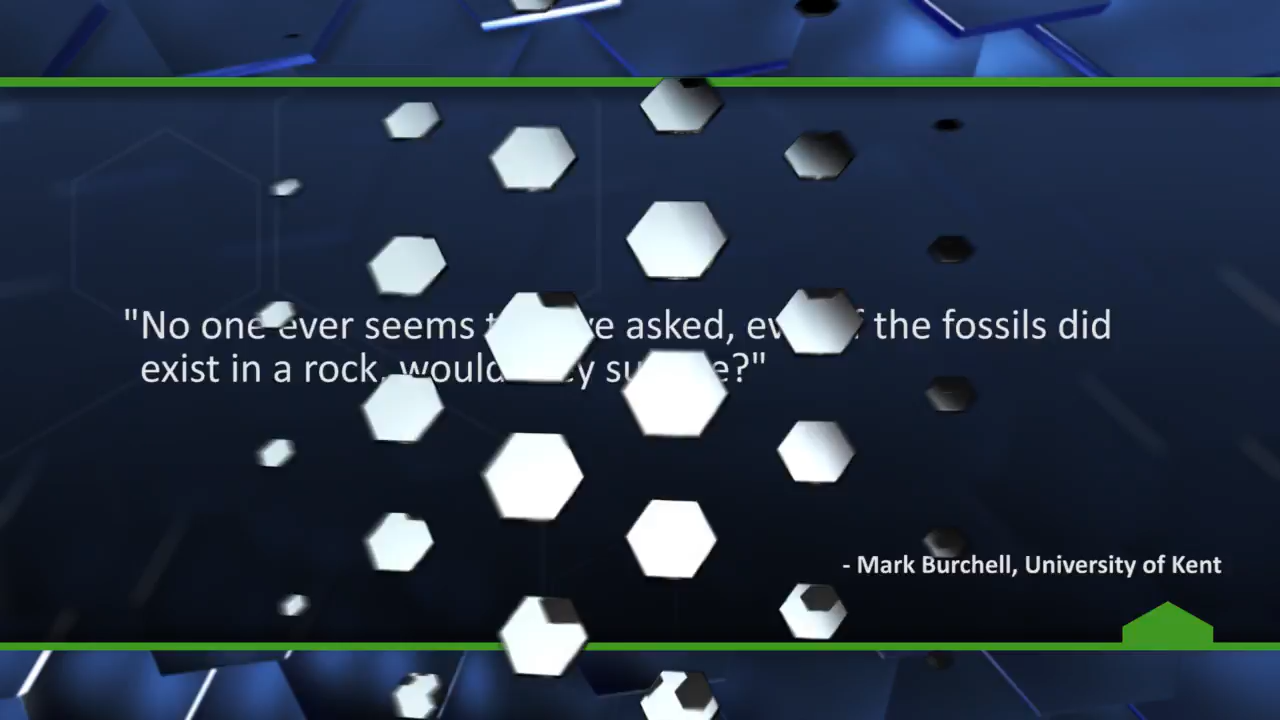 "No one ever seems ve asked, ev the fossils did
exist in a rock, would y su e?"
- Mark Burchell, University of Kent